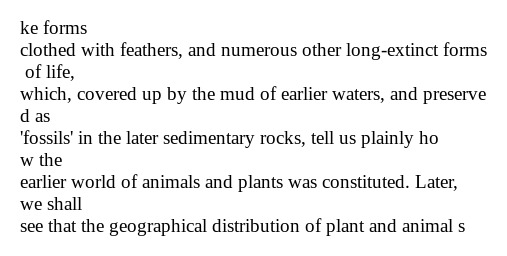 ke forms
clothed with feathers, and numerous other long-extinct forms
 of life,
which, covered up by the mud of earlier waters, and preserve
d as
'fossils' in the later sedimentary rocks, tell us plainly ho
w the
earlier world of animals and plants was constituted. Later,
we shall
see that the geographical distribution of plant and animal s